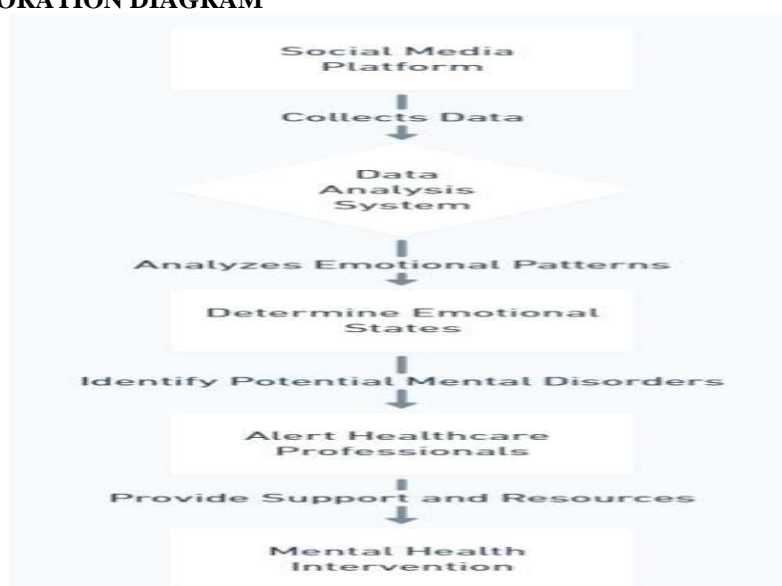 ORATION DIAGRAM
Social Media
Platform
Collects Data
Data
Analysis
System
Analyzes Emotional Patterns
Determine Emotional
States
Identify Potential Mental Disorders
Alert Healthcare
Professionals
Provide Support and Resources
Mental Health
Intervention